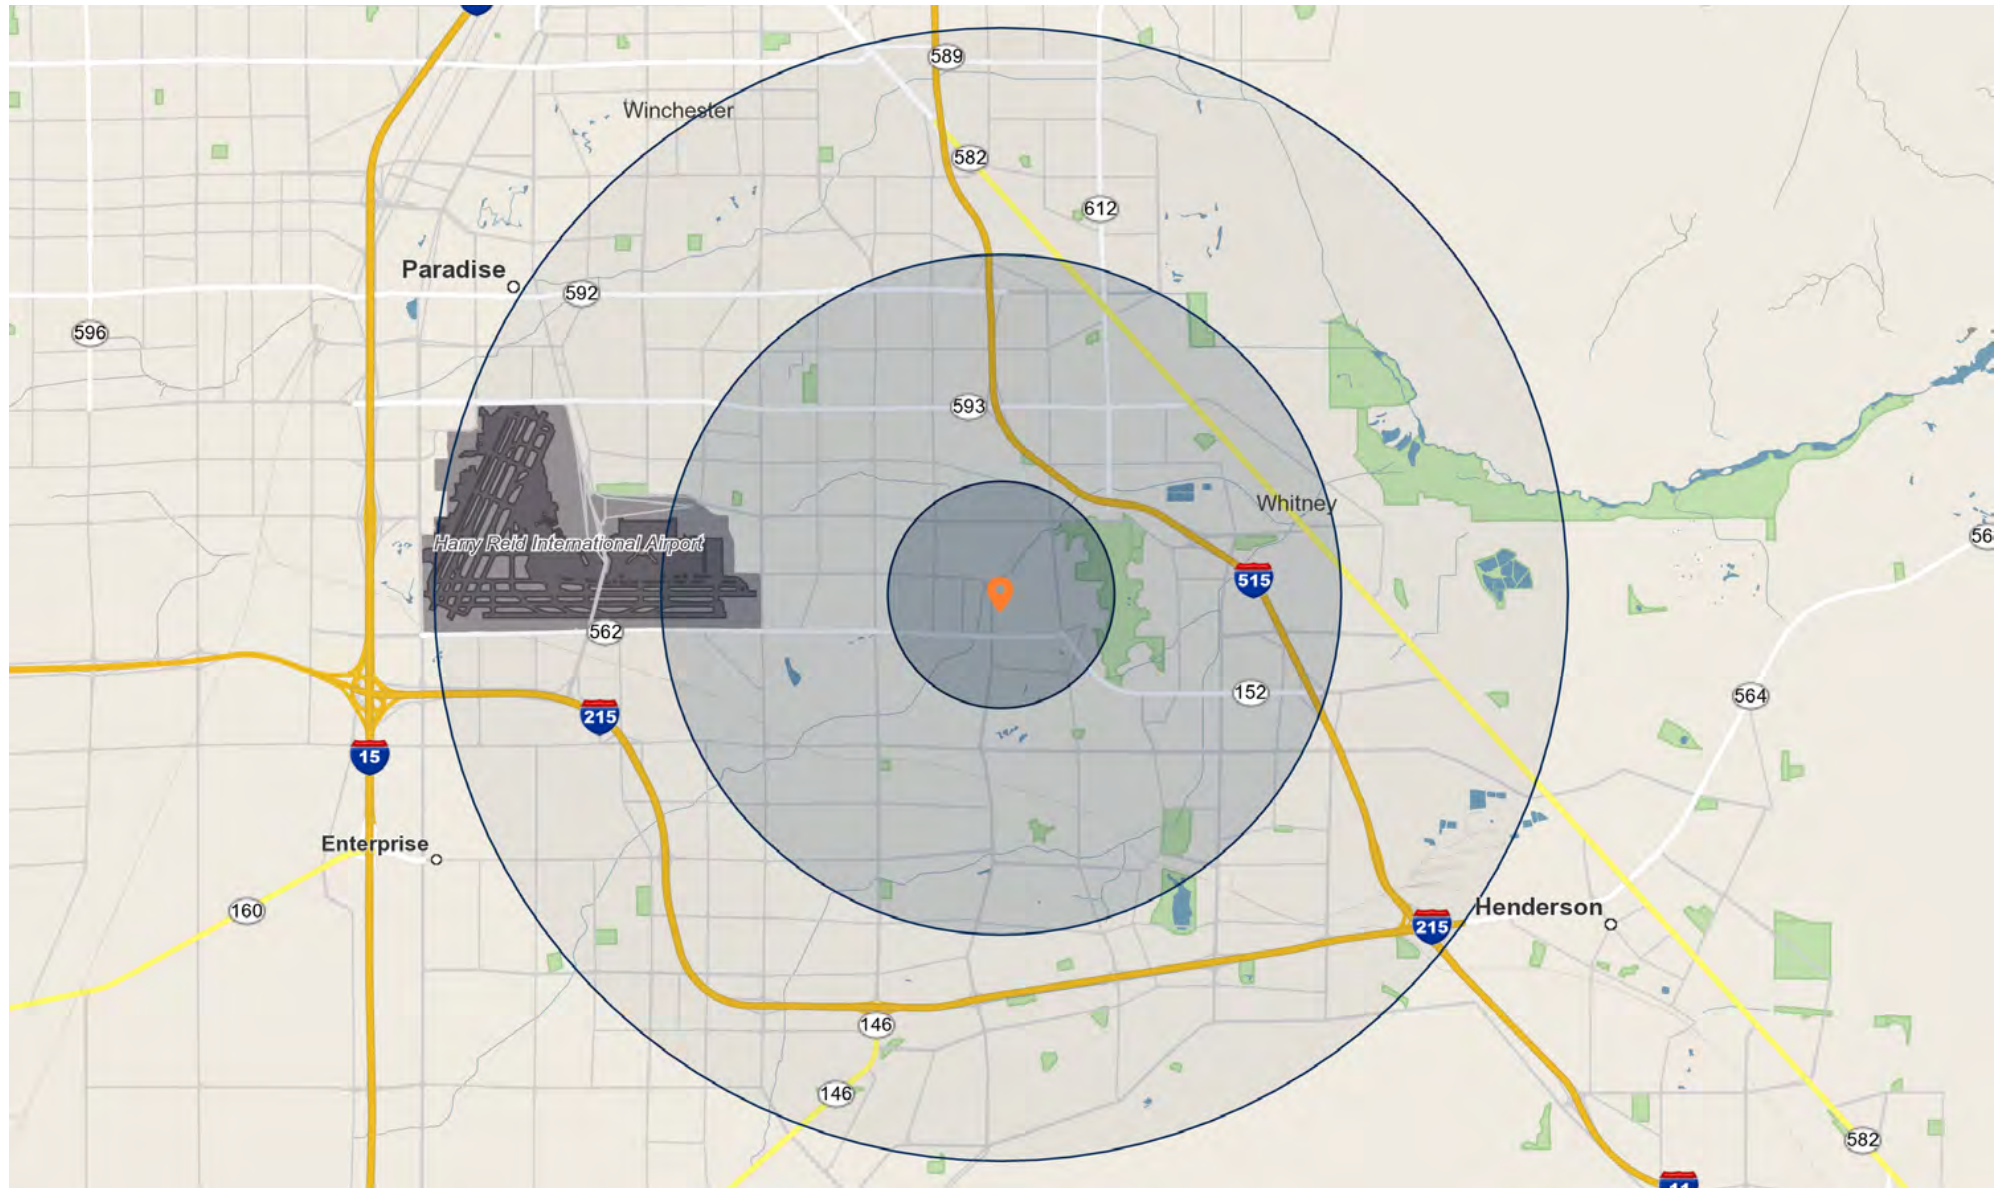 589
Winchester
582
612
Paradise
592
596
593
Whitney
Harry Reid International Airport
515
562
152
564
215
15
Enterprise
160
Henderson
215
146
146
582